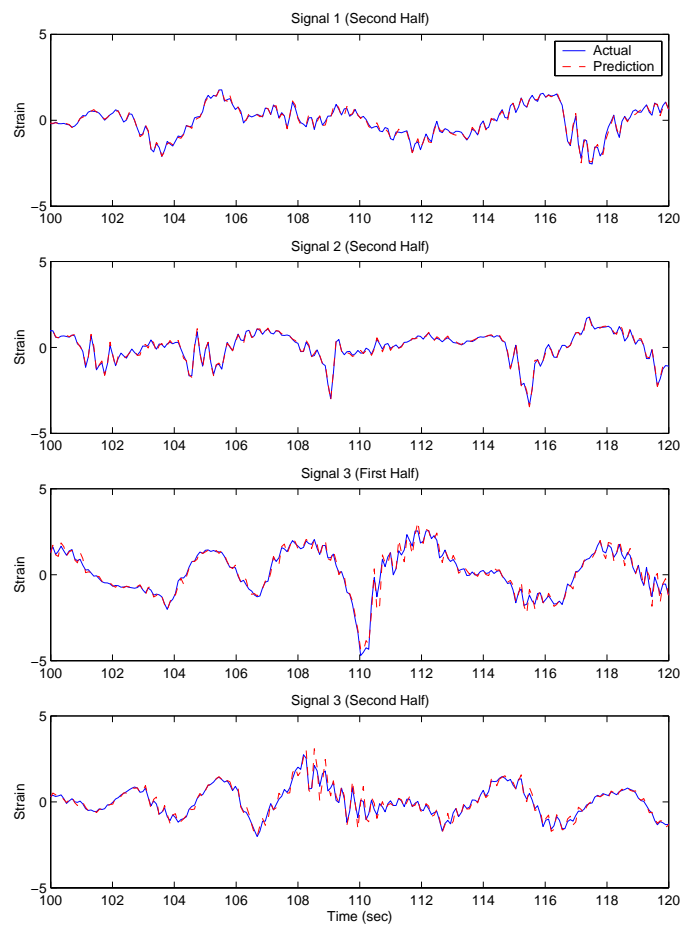 Signal 1 (Second Half)
5
0
−5
Strain
Actual
Prediction
100 102 104 106 108 110 112 114 116 118 120
Signal 2 (Second Half)
5
0
−5
Strain
100 102 104 106 108 110 112 114 116 118 120
Signal 3 (First Half)
5
0
−5
Strain
100 102 104 106 108 110 112 114 116 118 120
Signal 3 (Second Half)
5
0
−5
Strain
100 102 104 106 108 110 112 114 116 118 120
Time (sec)